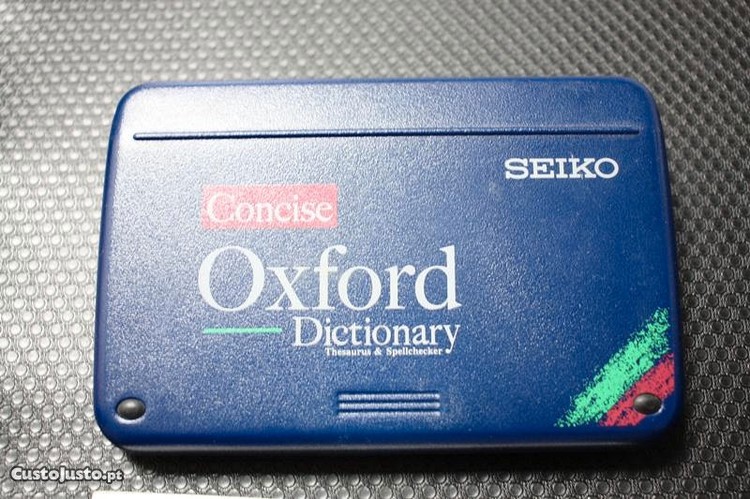 SEIKO
Concise
Oxford
Dictionary
Thesaurus & Spellchecker
CustoJusto.pt